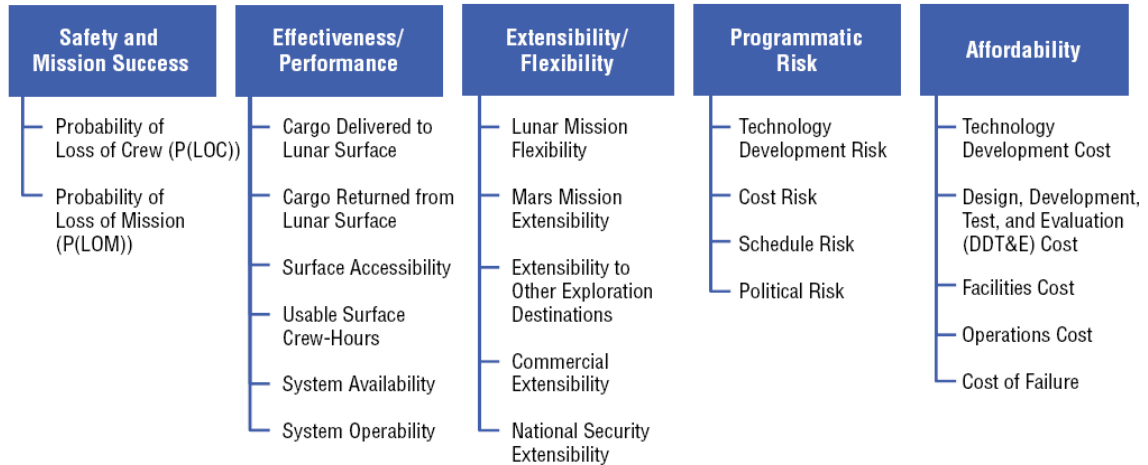 Safety and
Mission Success
Probability of
Loss of Crew (P(LOC))
Probability of
Loss of Mission
(P(LOM))
Effectiveness/
Performance
Cargo Delivered to
Lunar Surface
Cargo Returned from
Lunar Surface
Surface Accessibility
Usable Surface
Crew-Hours
System Availability
System Operability
Extensibility/
Flexibility
Lunar Mission
Flexibility
Mars Mission
Extensibility
Extensibility to
Other Exploration
Destinations
Commercial
Extensibility
National Security
Extensibility
Programmatic
Risk
Technology
Development Risk
Cost Risk
Schedule Risk
Political Risk
Affordability
Technology
Development Cost
Design, Development,
Test, and Evaluation
(DDT&E) Cost
Facilities Cost
Operations Cost
Cost of Failure